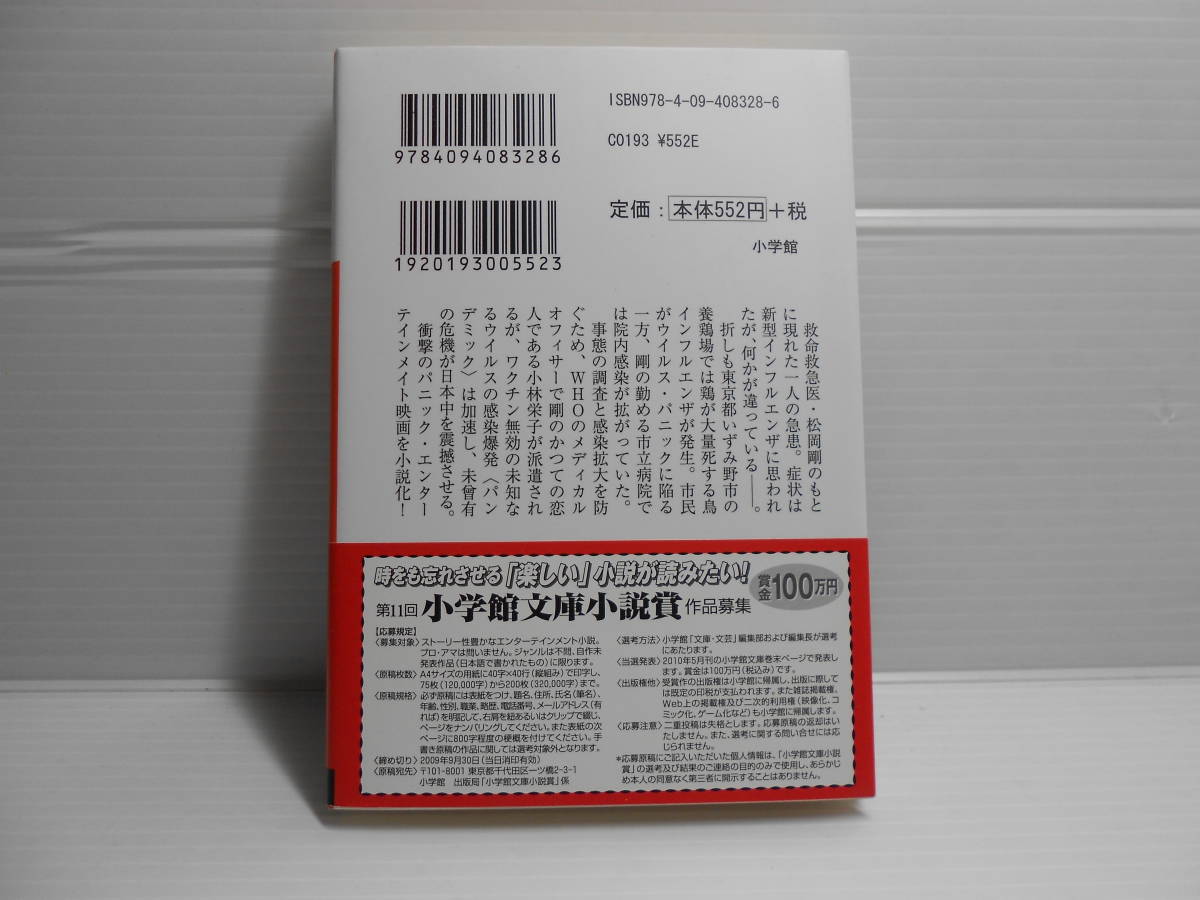 9784094083286
ISBN978-4-09-408328-6
C0193 ¥552E
1920193005523
定価：本体552円＋税
小学館
救命救急医・松岡剛のもと
に現れた一人の急患。症状は
新型インフルエンザに思われ
たが、何かが違っている――。
折しも東京都いずみ野市の
養鶏場では鶏が大量死する鳥
インフルエンザが発生。市民
がウイルス・パニックに陥る
一方、剛の勤める市立病院で
は院内感染が拡がっていた。
事態の調査と感染拡大を防
ぐため、WHOのメディカル
オフィサーで剛のかつての恋
人である小林栄子が派遣され
るが、ワクチン無効の未知な
るウイルスの感染爆発〈パン
デミック〉は加速し、未曾有
の危機が日本中を震撼させる。
衝撃のパニック・エンター
テインメイト映画を小説化！
時をも忘れさせる「楽しい」小説が読みたい！
賞金100万円
第11回 小学館文庫小説賞 作品募集
【応募規定】
〈募集対象〉ストーリー性豊かなエンターテインメント小説。
プロ・アマは問いません。ジャンルは不問、自作未
発表作品（日本語で書かれたもの）に限ります。
〈原稿枚数〉A4サイズの用紙に40字×40行（縦組み）で印字し、
75枚（120,000字）から200枚（320,000字）まで。
〈原稿規格〉必ず原稿には表紙をつけ、題名、住所、氏名（筆名）、
年齢、性別、職業、略歴、電話番号、メールアドレス（有
れば）を明記して、右肩を紐あるいはクリップで綴じ、
ページをナンバリングしてください。また表紙の次
ページに800字程度の梗概を付けてください。手
書き原稿の作品に関しては選考対象外となります。
〈締め切り〉2009年9月30日（当日消印有効）
〈原稿宛先〉〒101-8001 東京都千代田区一ツ橋2-3-1
小学館 出版局「小学館文庫小説賞」係
〈選考方法〉小学館「文庫・文芸」編集部および編集長が選考
にあたります。
〈当選発表〉2010年5月刊の小学館文庫巻末ページで発表しま
す。賞金は100万円（税込み）です。
〈出版権他〉受賞作の出版権は小学館に帰属し、出版に際して
は既定の印税が支払われます。また雑誌掲載権、
Web上の掲載権及び二次的利用権（映像化、コ
ミック化、ゲーム化など）も小学館に帰属します。
〈応募注意〉二重投稿は失格とします。応募原稿の返却はい
たしません。また、選考に関する問い合せには応
じられません。
＊応募原稿にご記入いただいた個人情報は、「小学館文庫小説
賞」の選考及び結果のご連絡の目的のみで使用し、あらかじ
め本人の同意なく第三者に開示することはありません。